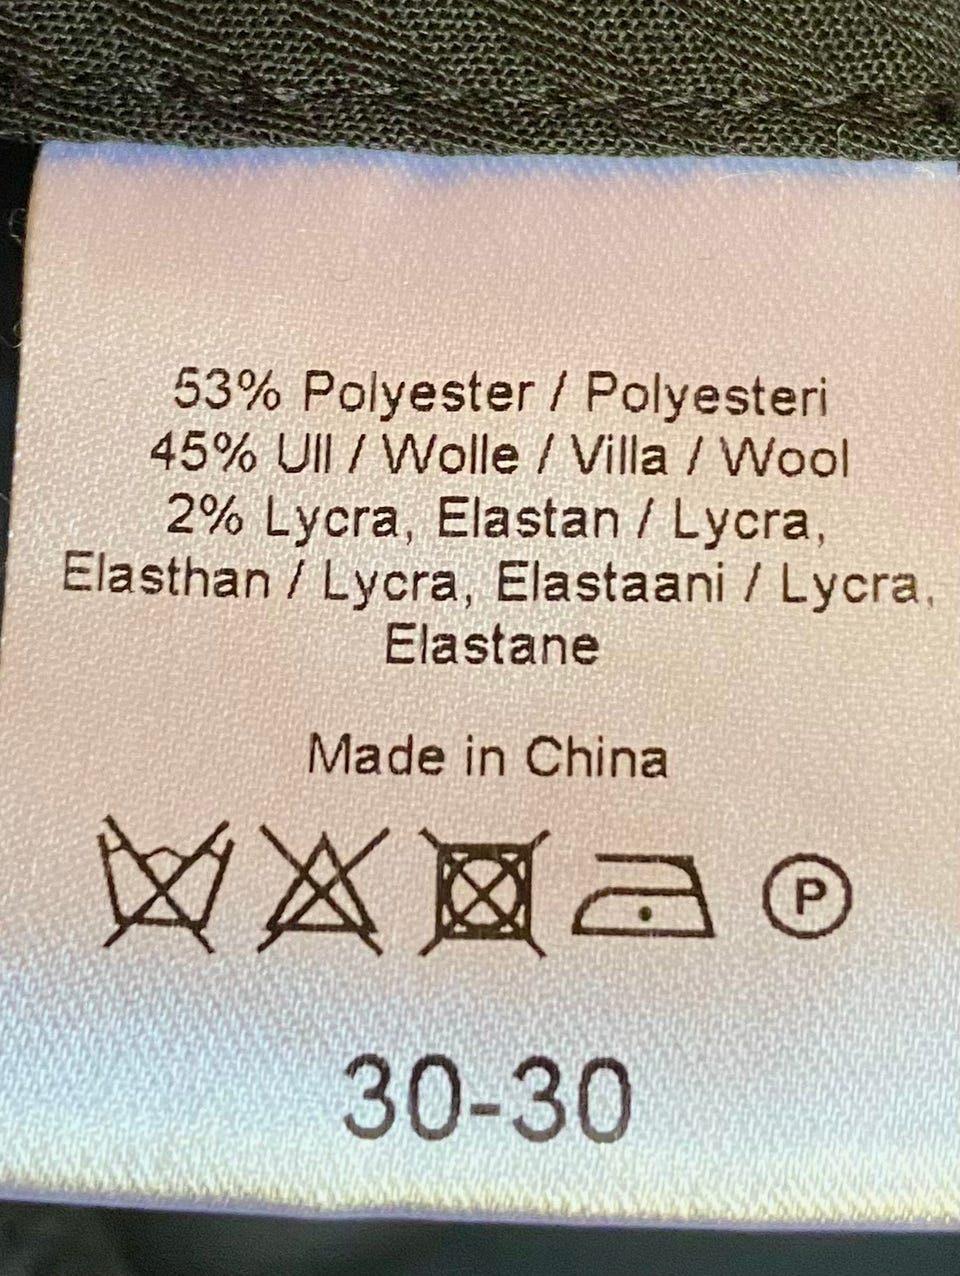 53% Polyester / Polyesteri
45% Ull / Wolle / Villa / Wool
2% Lycra, Elastan / Lycra,
Elasthan / Lycra, Elastaani / Lycra,
Elastane
Made in China
P
30-30